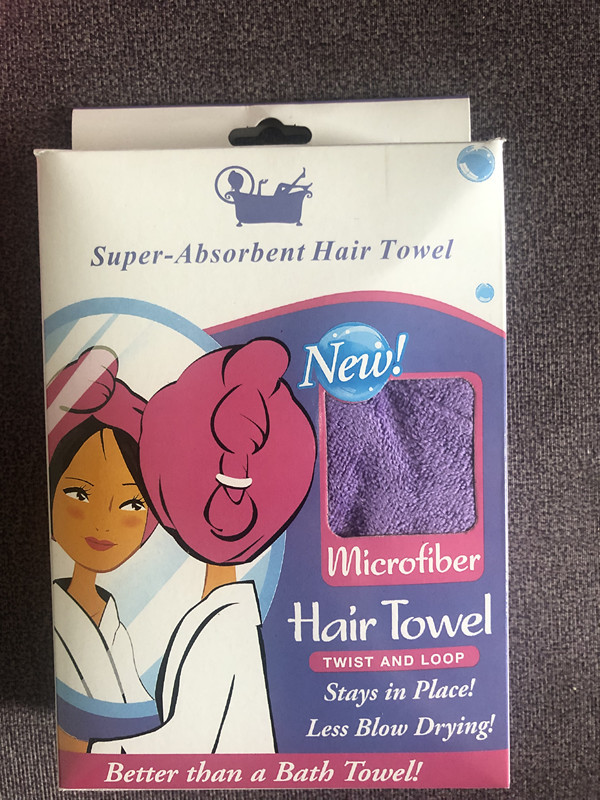 Super-Absorbent Hair Towel
New!
Microfiber
Hair Towel
TWIST AND LOOP
Stays in Place!
Less Blow Drying!
Better than a Bath Towel!